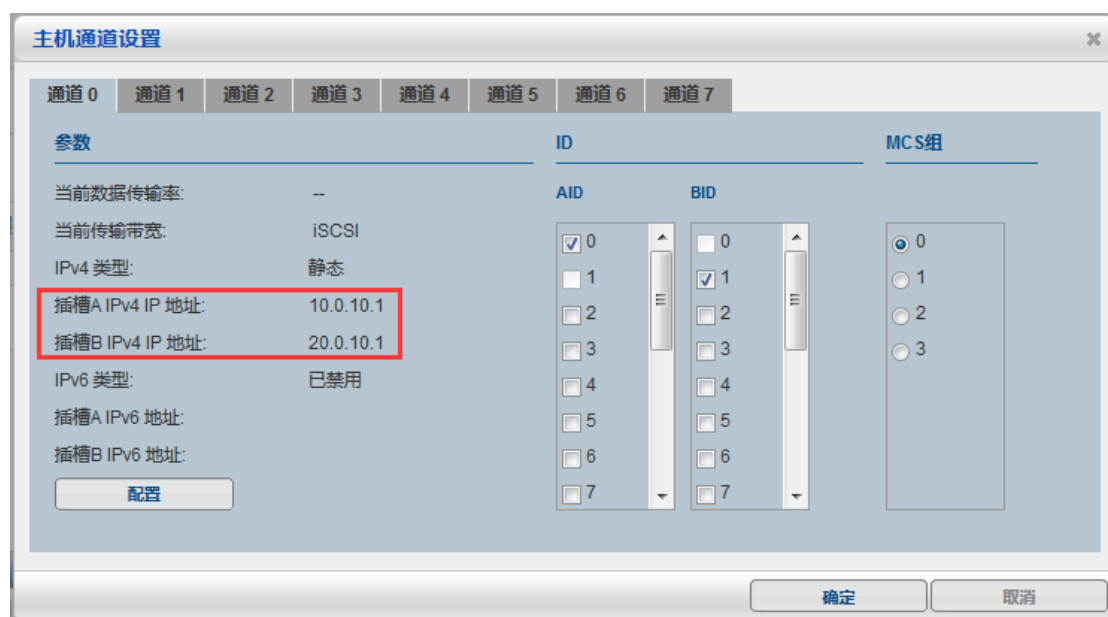 主机通道设置
通道 0 通道 1 通道 2 通道 3 通道 4 通道 5 通道 6 通道 7
参数
当前数据传输率: --
当前传输带宽: iSCSI
IPv4 类型: 静态
插槽A IPv4 IP 地址: 10.0.10.1
插槽B IPv4 IP 地址: 20.0.10.1
IPv6 类型: 已禁用
插槽A IPv6 地址:
插槽B IPv6 地址:
配置
ID
AID BID
0 0
1 1
2 2
3 3
4 4
5 5
6 6
7 7
MCS组
0
1
2
3
确定 取消